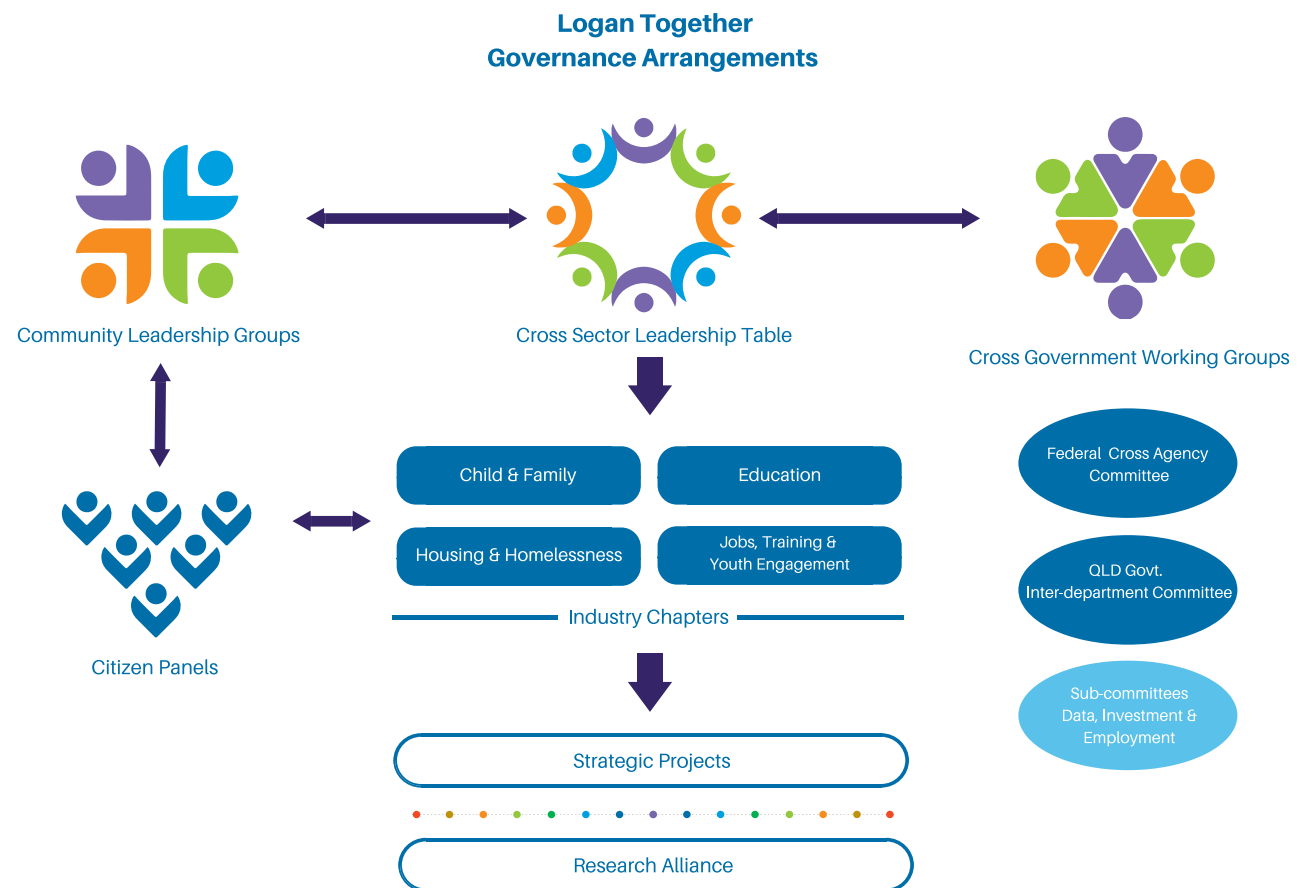 Logan Together
Governance Arrangements
Community Leadership Groups
Cross Sector Leadership Table
Cross Government Working Groups
Child & Family
Education
Housing & Homelessness
Jobs, Training &
Youth Engagement
Industry Chapters
Citizen Panels
Federal Cross Agency
Committee
QLD Govt.
Inter-department Committee
Sub-committees
Data, Investment &
Employment
Strategic Projects
Research Alliance